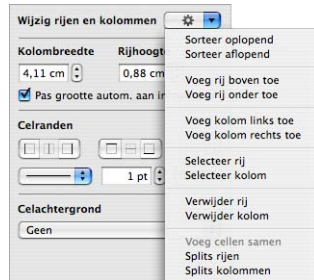 Wijzig rijen en kolommen
Kolombreedte
4,11 cm
0,88 cm
Pas grootte autom. aan
Celranden
1 pt
Celachtergrond
Geen
Sorteer oplopend
Sorteer aflopend
Voeg rij boven toe
Voeg rij onder toe
Voeg kolom links toe
Voeg kolom rechts toe
Selecteer rij
Selecteer kolom
Verwijder rij
Verwijder kolom
Voeg cellen samen
Splits rijen
Splits kolommen